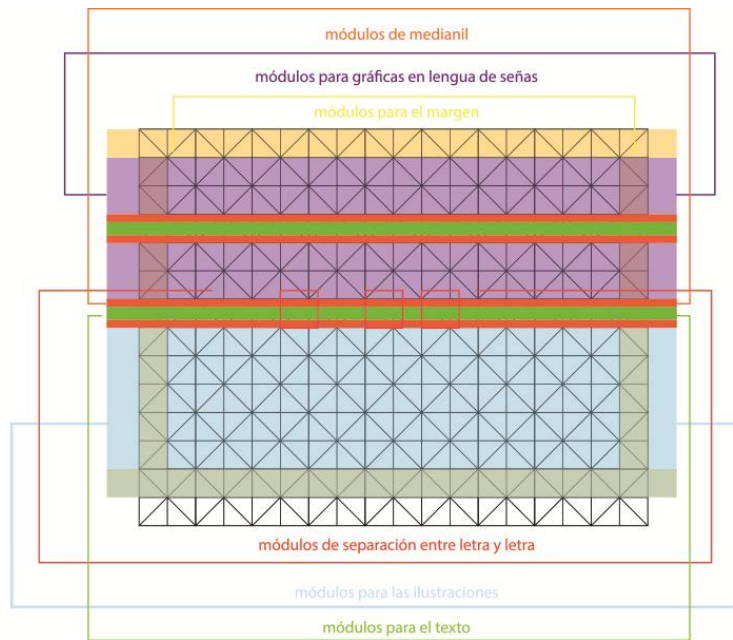 módulos de medianil
módulos para gráficas en lengua de señas
módulos para el margen
módulos de separación entre letra y letra
módulos para las ilustraciones
módulos para el texto